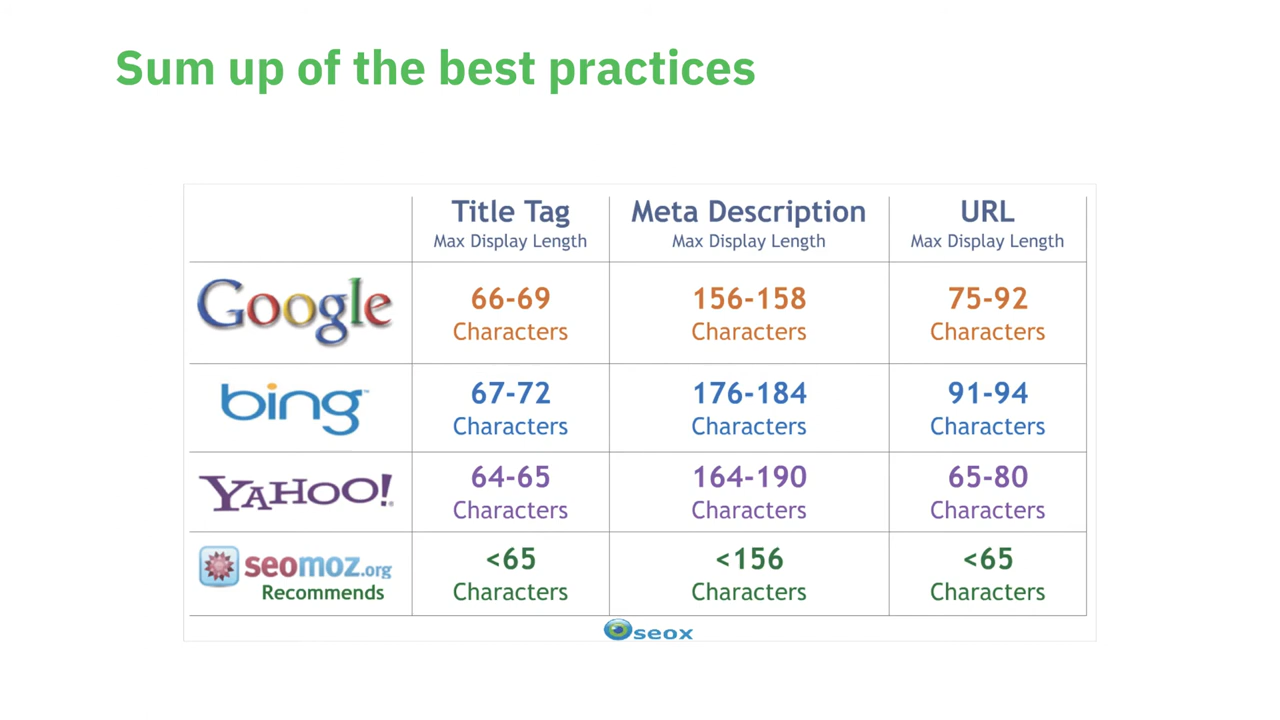 Sum up of the best practices
Title Tag Meta Description URL
Max Display Length Max Display Length Max Display Length
Google 66-69 156-158 75-92
Characters Characters Characters
bing™ 67-72 176-184 91-94
Characters Characters Characters
YAHOO!® 64-65 164-190 65-80
Characters Characters Characters
seomoz.org <65 <156 <65
Recommends Characters Characters Characters
seox